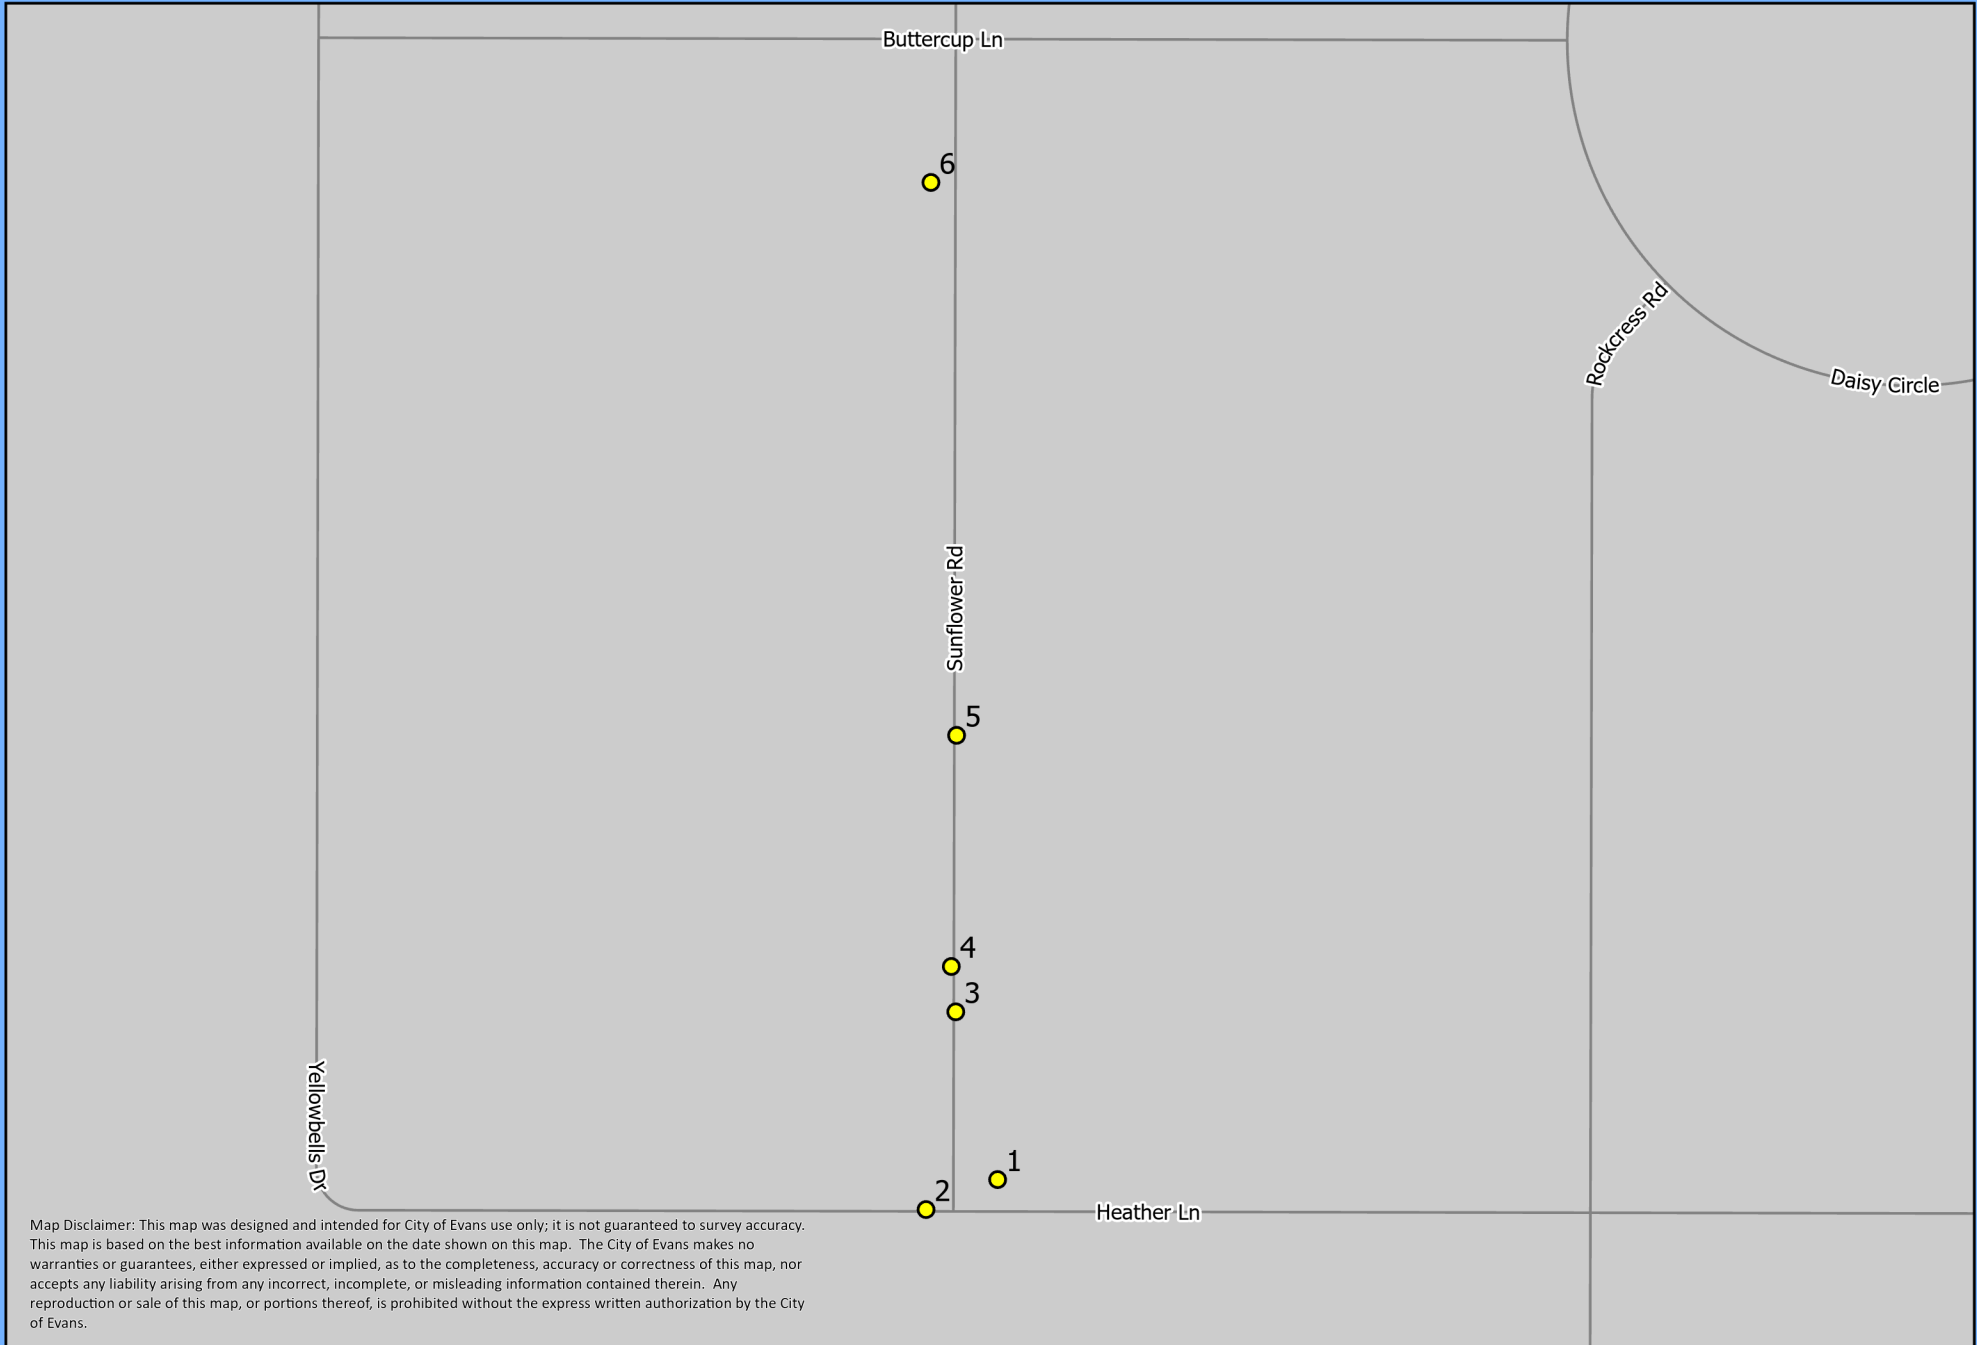 Buttercup Ln
6
Rockcress Rd
Daisy Circle
Sunflower Rd
5
4
3
Yellowbells Dr
1
2
Heather Ln
Map Disclaimer: This map was designed and intended for City of Evans use only; it is not guaranteed to survey accuracy.
This map is based on the best information available on the date shown on this map.  The City of Evans makes no
warranties or guarantees, either expressed or implied, as to the completeness, accuracy or correctness of this map, nor
accepts any liability arising from any incorrect, incomplete, or misleading information contained therein.  Any
reproduction or sale of this map, or portions thereof, is prohibited without the express written authorization by the City
of Evans.